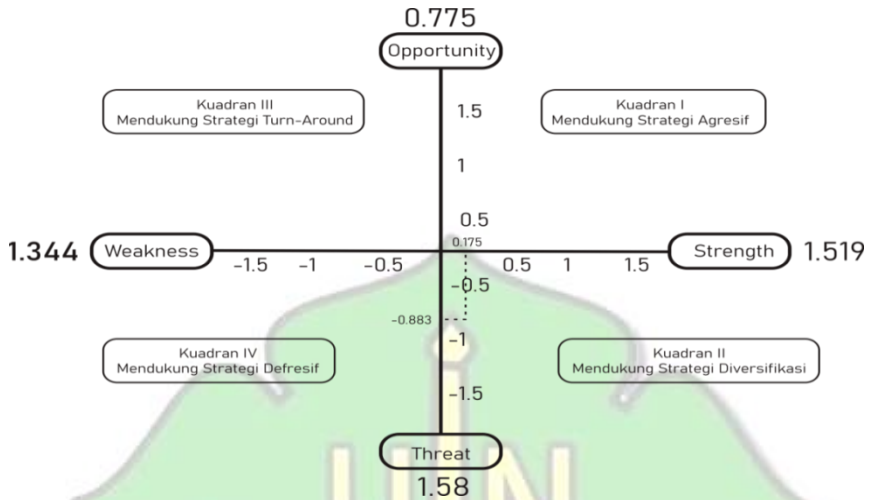 0.775
Opportunity
Kuadran III
Mendukung Strategi Turn-Around
Kuadran I
Mendukung Strategi Agresif
1.5
1
0.5
0.175
1.344
Weakness
Strength
1.519
-1.5
-1
-0.5
0.5
1
1.5
-0.5
-0.883
-1
Kuadran IV
Mendukung Strategi Defresif
Kuadran II
Mendukung Strategi Diversifikasi
-1.5
Threat
1.58
UIN